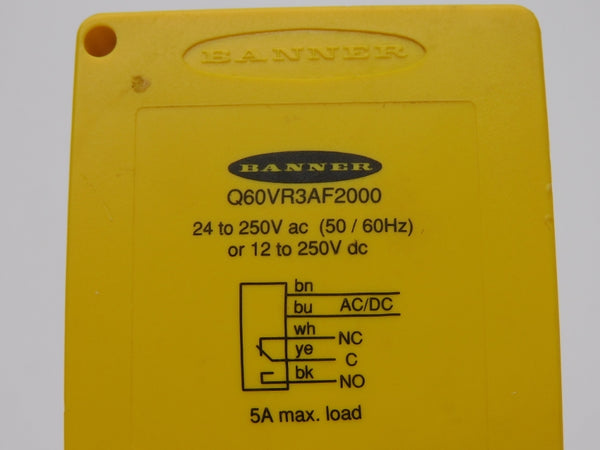 BANNER
BANNER
Q60VR3AF2000
24 to 250V ac (50 / 60Hz)
or 12 to 250V dc
bn
bu AC/DC
wh NC
ye C
bk NO
5A max. load